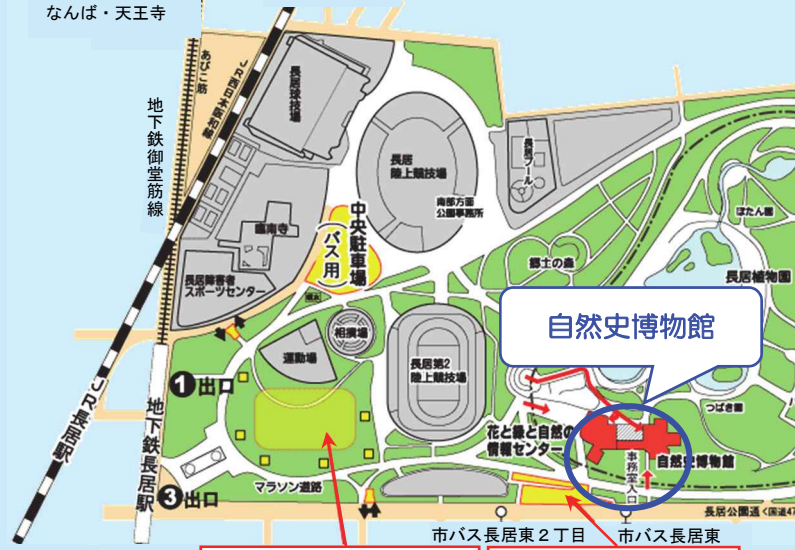 なんば・天王寺
あびこ筋
JR西日本阪和線
地下鉄御堂筋線
長居球技場
長居
陸上競技場
長居プール
南部方面
公園事務所
ぼたん園
臨南寺
中央駐車場
(バス用)
郷土の森
長居植物園
長居障害者
スポーツセンター
自然史博物館
相撲場
運動場
長居第2
陸上競技場
1出口
つばき園
花と緑と自然の
情報センター
自然史博物館
事務室入口
JR長居駅
地下鉄長居駅
3出口
マラソン道路
長居公園通<国道47
市バス長居東2丁目
市バス長居東